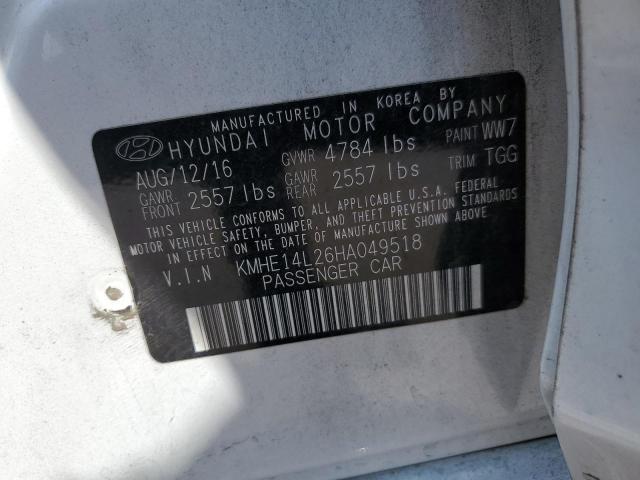 MANUFACTURED IN KOREA BY
HYUNDAI MOTOR COMPANY
AUG/12/16 GVWR 4784 lbs PAINT WW7
GAWR FRONT 2557 lbs GAWR REAR 2557 lbs TRIM TGG
THIS VEHICLE CONFORMS TO ALL APPLICABLE U.S.A. FEDERAL
MOTOR VEHICLE SAFETY, BUMPER, AND THEFT PREVENTION STANDARDS
IN EFFECT ON THE DATE OF MANUFACTURE SHOWN ABOVE.
V.I.N KMHE14L26HA049518
PASSENGER CAR